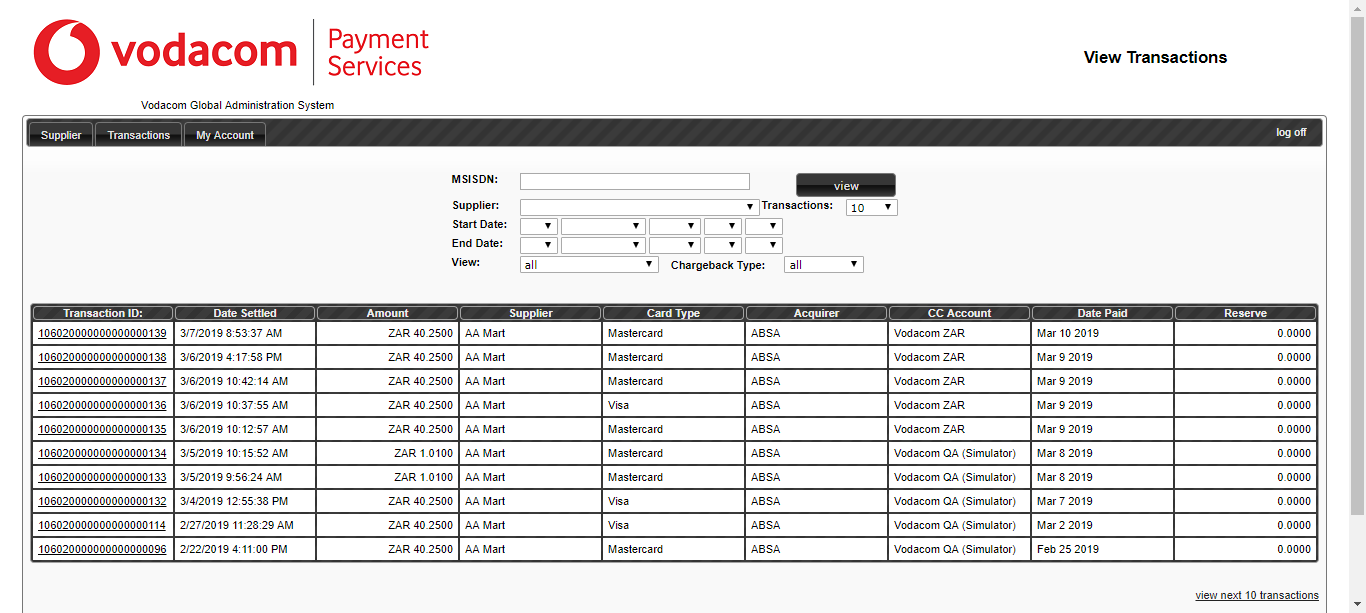 vodacom
Payment
Services
View Transactions
Vodacom Global Administration System
Supplier Transactions My Account log off
MSISDN: view
Supplier: Transactions: 10
Start Date:
End Date:
View: all Chargeback Type: all
Transaction ID: Date Settled Amount Supplier Card Type Acquirer CC Account Date Paid Reserve
106020000000000000139 3/7/2019 8:53:37 AM ZAR 40.2500 AA Mart Mastercard ABSA Vodacom ZAR Mar 10 2019 0.0000
106020000000000000138 3/6/2019 4:17:58 PM ZAR 40.2500 AA Mart Mastercard ABSA Vodacom ZAR Mar 9 2019 0.0000
106020000000000000137 3/6/2019 10:42:14 AM ZAR 40.2500 AA Mart Mastercard ABSA Vodacom ZAR Mar 9 2019 0.0000
106020000000000000136 3/6/2019 10:37:55 AM ZAR 40.2500 AA Mart Visa ABSA Vodacom ZAR Mar 9 2019 0.0000
106020000000000000135 3/6/2019 10:12:57 AM ZAR 40.2500 AA Mart Mastercard ABSA Vodacom ZAR Mar 9 2019 0.0000
106020000000000000134 3/5/2019 10:15:52 AM ZAR 1.0100 AA Mart Mastercard ABSA Vodacom QA (Simulator) Mar 8 2019 0.0000
106020000000000000133 3/5/2019 9:56:24 AM ZAR 1.0100 AA Mart Mastercard ABSA Vodacom QA (Simulator) Mar 8 2019 0.0000
106020000000000000132 3/4/2019 12:55:38 PM ZAR 40.2500 AA Mart Visa ABSA Vodacom QA (Simulator) Mar 7 2019 0.0000
106020000000000000114 2/27/2019 11:28:29 AM ZAR 40.2500 AA Mart Visa ABSA Vodacom QA (Simulator) Mar 2 2019 0.0000
106020000000000000096 2/22/2019 4:11:00 PM ZAR 40.2500 AA Mart Mastercard ABSA Vodacom QA (Simulator) Feb 25 2019 0.0000
view next 10 transactions